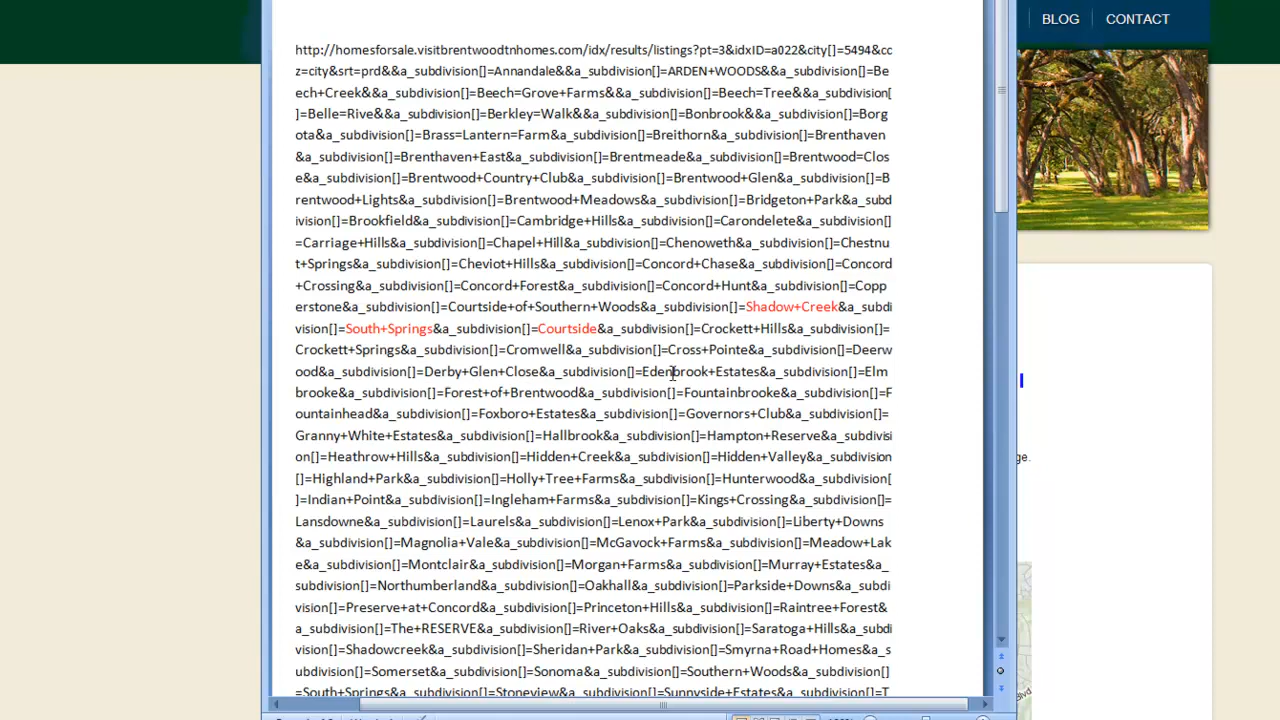 BLOG CONTACT
http://homesforsale.visitbrentwoodtnhomes.com/idx/results/listings?pt=3&idxID=a022&city[]=5494&cc
z=city&srt=prd&&a_subdivision[]=Annandale&&a_subdivision[]=ARDEN+WOODS&&a_subdivision[]=Be
ech+Creek&&a_subdivision[]=Beech=Grove+Farms&&a_subdivision[]=Beech=Tree&&a_subdivision[
]=Belle=Rive&&a_subdivision[]=Berkley=Walk&&a_subdivision[]=Bonbrook&&a_subdivision[]=Borg
ota&a_subdivision[]=Brass=Lantern=Farm&a_subdivision[]=Breithorn&a_subdivision[]=Brenthaven
&a_subdivision[]=Brenthaven+East&a_subdivision[]=Brentmeade&a_subdivision[]=Brentwood=Clos
e&a_subdivision[]=Brentwood+Country+Club&a_subdivision[]=Brentwood+Glen&a_subdivision[]=B
rentwood+Lights&a_subdivision[]=Brentwood+Meadows&a_subdivision[]=Bridgeton+Park&a_subd
ivision[]=Brookfield&a_subdivision[]=Cambridge+Hills&a_subdivision[]=Carondelete&a_subdivision[]
=Carriage+Hills&a_subdivision[]=Chapel+Hill&a_subdivision[]=Chenoweth&a_subdivision[]=Chestnu
t+Springs&a_subdivision[]=Cheviot+Hills&a_subdivision[]=Concord+Chase&a_subdivision[]=Concord
+Crossing&a_subdivision[]=Concord+Forest&a_subdivision[]=Concord+Hunt&a_subdivision[]=Copp
erstone&a_subdivision[]=Courtside+of+Southern+Woods&a_subdivision[]=Shadow+Creek&a_subdi
vision[]=South+Springs&a_subdivision[]=Courtside&a_subdivision[]=Crockett+Hills&a_subdivision[]=
Crockett+Springs&a_subdivision[]=Cromwell&a_subdivision[]=Cross+Pointe&a_subdivision[]=Deerw
ood&a_subdivision[]=Derby+Glen+Close&a_subdivision[]=Edenbrook+Estates&a_subdivision[]=Elm
brooke&a_subdivision[]=Forest+of+Brentwood&a_subdivision[]=Fountainbrooke&a_subdivision[]=F
ountainhead&a_subdivision[]=Foxboro+Estates&a_subdivision[]=Governors+Club&a_subdivision[]=
Granny+White+Estates&a_subdivision[]=Hallbrook&a_subdivision[]=Hampton+Reserve&a_subdivisi
on[]=Heathrow+Hills&a_subdivision[]=Hidden+Creek&a_subdivision[]=Hidden+Valley&a_subdivision
[]=Highland+Park&a_subdivision[]=Holly+Tree+Farms&a_subdivision[]=Hunterwood&a_subdivision[
]=Indian+Point&a_subdivision[]=Ingleham+Farms&a_subdivision[]=Kings+Crossing&a_subdivision[]=
Lansdowne&a_subdivision[]=Laurels&a_subdivision[]=Lenox+Park&a_subdivision[]=Liberty+Downs
&a_subdivision[]=Magnolia+Vale&a_subdivision[]=McGavock+Farms&a_subdivision[]=Meadow+Lak
e&a_subdivision[]=Montclair&a_subdivision[]=Morgan+Farms&a_subdivision[]=Murray+Estates&a_
subdivision[]=Northumberland&a_subdivision[]=Oakhall&a_subdivision[]=Parkside+Downs&a_subdi
vision[]=Preserve+at+Concord&a_subdivision[]=Princeton+Hills&a_subdivision[]=Raintree+Forest&
a_subdivision[]=The+RESERVE&a_subdivision[]=River+Oaks&a_subdivision[]=Saratoga+Hills&a_subdi
vision[]=Shadowcreek&a_subdivision[]=Sheridan+Park&a_subdivision[]=Smyrna+Road+Homes&a_s
ubdivision[]=Somerset&a_subdivision[]=Sonoma&a_subdivision[]=Southern+Woods&a_subdivision[]
=South+Springs&a_subdivision[]=Stoneview&a_subdivision[]=Sunnyside+Estates&a_subdivision[]=T
ge.
Blvd